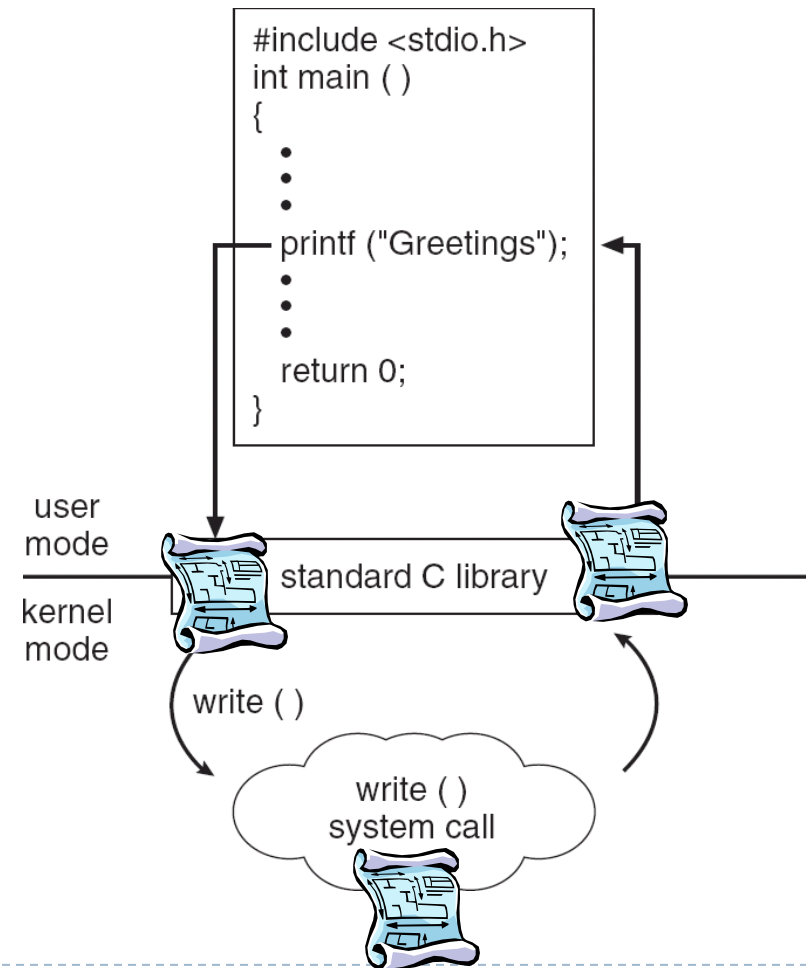 #include <stdio.h>
int main ( )
{
•
•
•
printf ("Greetings");
•
•
•
return 0;
}
user
mode
standard C library
kernel
mode
write ( )
write ( )
system call